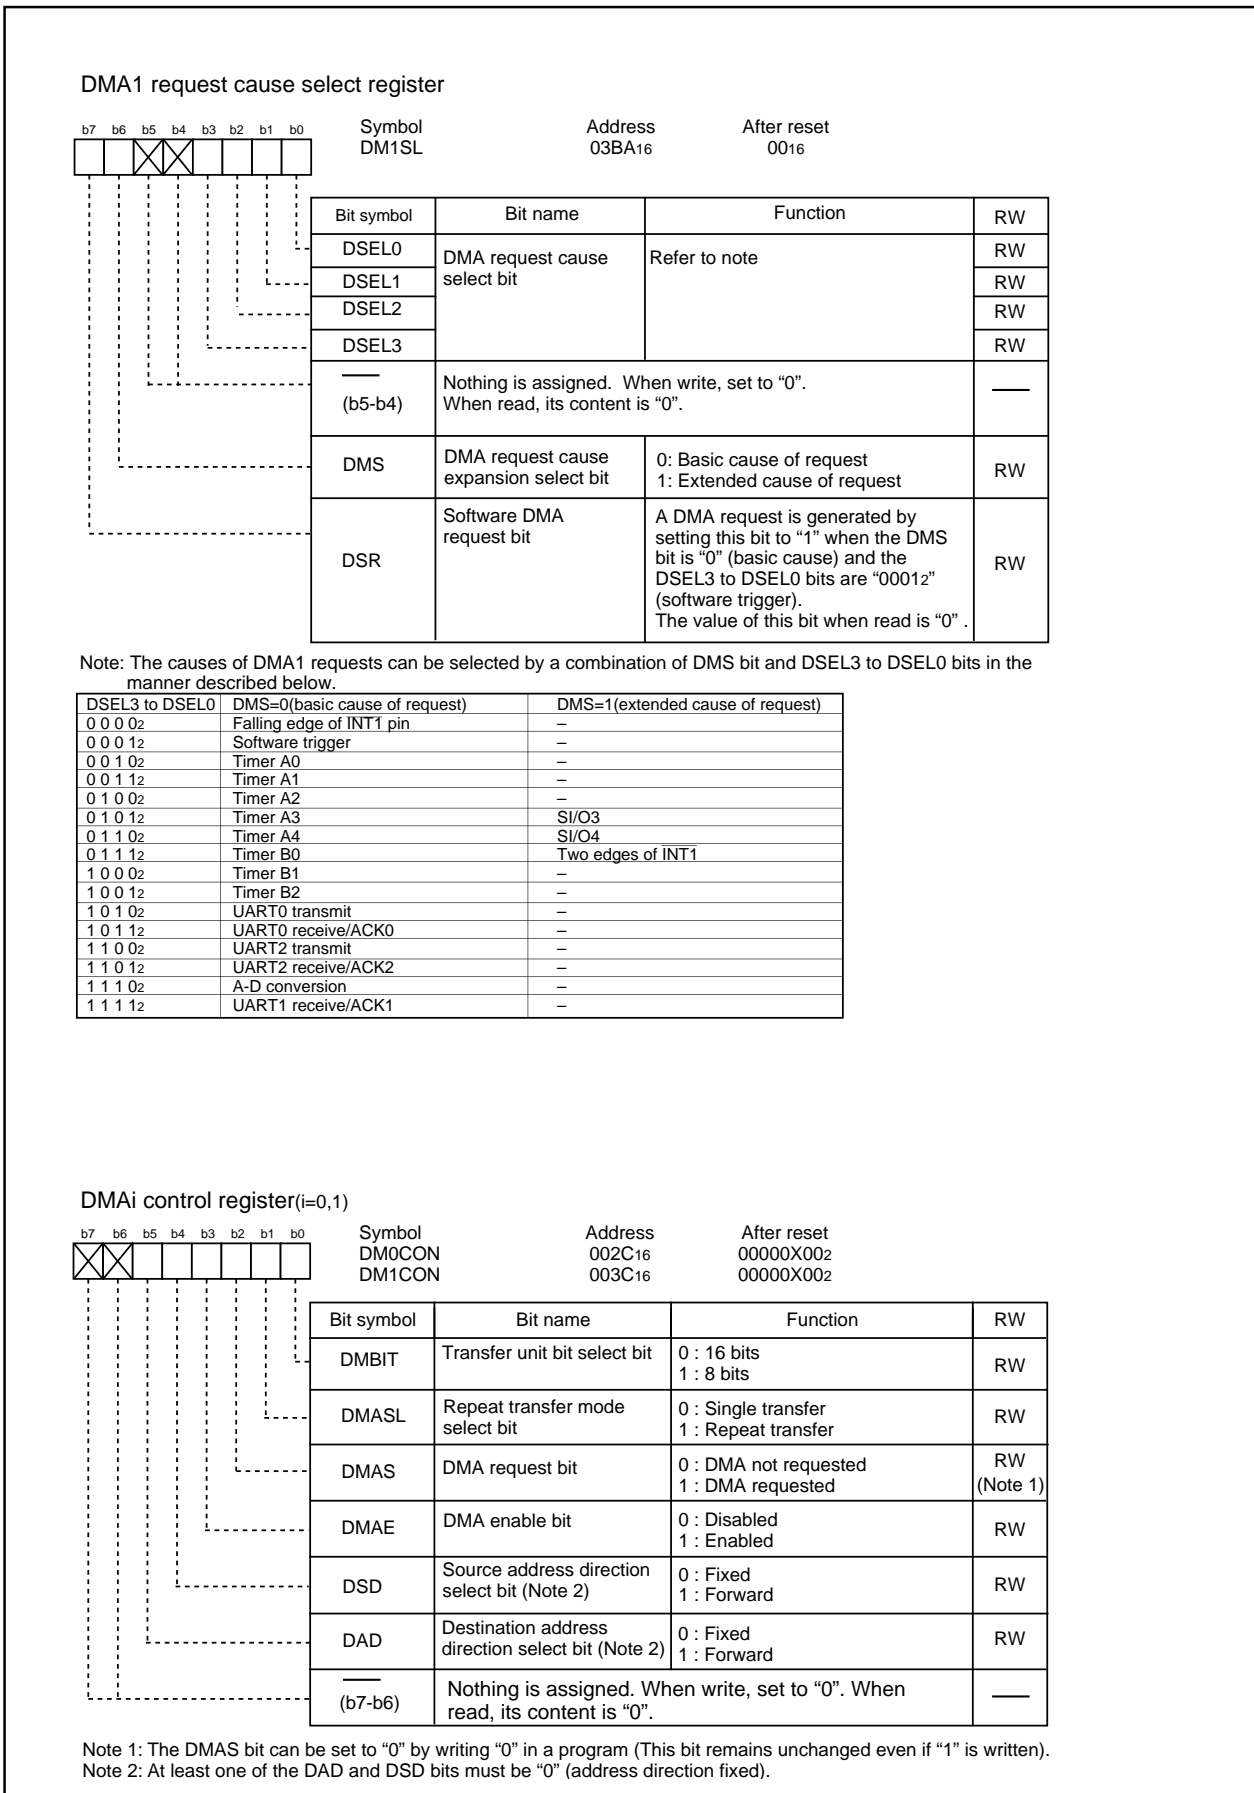 DMA1 request cause select register
b7 b6 b5 b4 b3 b2 b1 b0
Symbol Address After reset
DM1SL 03BA16 0016
Bit symbol Bit name Function RW
DSEL0 DMA request cause select bit Refer to note RW
DSEL1 RW
DSEL2 RW
DSEL3 RW
(b5-b4) Nothing is assigned. When write, set to “0”.
When read, its content is “0”.
DMS DMA request cause expansion select bit 0: Basic cause of request
1: Extended cause of request RW
DSR Software DMA request bit A DMA request is generated by
setting this bit to “1” when the DMS
bit is “0” (basic cause) and the
DSEL3 to DSEL0 bits are “00012”
(software trigger).
The value of this bit when read is “0” . RW
Note: The causes of DMA1 requests can be selected by a combination of DMS bit and DSEL3 to DSEL0 bits in the
manner described below.
DSEL3 to DSEL0 DMS=0(basic cause of request) DMS=1(extended cause of request)
0 0 0 02 Falling edge of INT1 pin –
0 0 0 12 Software trigger –
0 0 1 02 Timer A0 –
0 0 1 12 Timer A1 –
0 1 0 02 Timer A2 –
0 1 0 12 Timer A3 SI/O3
0 1 1 02 Timer A4 SI/O4
0 1 1 12 Timer B0 Two edges of INT1
1 0 0 02 Timer B1 –
1 0 0 12 Timer B2 –
1 0 1 02 UART0 transmit –
1 0 1 12 UART0 receive/ACK0 –
1 1 0 02 UART2 transmit –
1 1 0 12 UART2 receive/ACK2 –
1 1 1 02 A-D conversion –
1 1 1 12 UART1 receive/ACK1 –
DMAi control register(i=0,1)
b7 b6 b5 b4 b3 b2 b1 b0
Symbol Address After reset
DM0CON 002C16 00000X002
DM1CON 003C16 00000X002
Bit symbol Bit name Function RW
DMBIT Transfer unit bit select bit 0 : 16 bits
1 : 8 bits RW
DMASL Repeat transfer mode select bit 0 : Single transfer
1 : Repeat transfer RW
DMAS DMA request bit 0 : DMA not requested
1 : DMA requested RW (Note 1)
DMAE DMA enable bit 0 : Disabled
1 : Enabled RW
DSD Source address direction select bit (Note 2) 0 : Fixed
1 : Forward RW
DAD Destination address direction select bit (Note 2) 0 : Fixed
1 : Forward RW
(b7-b6) Nothing is assigned. When write, set to “0”. When
read, its content is “0”.
Note 1: The DMAS bit can be set to “0” by writing “0” in a program (This bit remains unchanged even if “1” is written).
Note 2: At least one of the DAD and DSD bits must be “0” (address direction fixed).